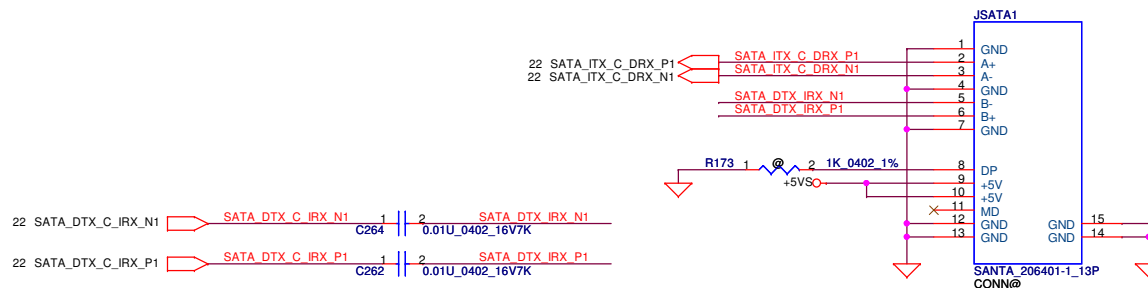 JSATA1
1 GND
22 SATA_ITX_C_DRX_P1 SATA_ITX_C_DRX_P1 2 A+
22 SATA_ITX_C_DRX_N1 SATA_ITX_C_DRX_N1 3 A-
4 GND
SATA_DTX_IRX_N1 5 B-
SATA_DTX_IRX_P1 6 B+
7 GND
R173 1 @ 2 1K_0402_1% 8 DP
+5VS 9 +5V
10 +5V
11 MD
12 GND GND 15
13 GND GND 14
22 SATA_DTX_C_IRX_N1 SATA_DTX_C_IRX_N1 1 2 SATA_DTX_IRX_N1
C264 0.01U_0402_16V7K
22 SATA_DTX_C_IRX_P1 SATA_DTX_C_IRX_P1 1 2 SATA_DTX_IRX_P1
C262 0.01U_0402_16V7K
SANTA_206401-1_13P
CONN@